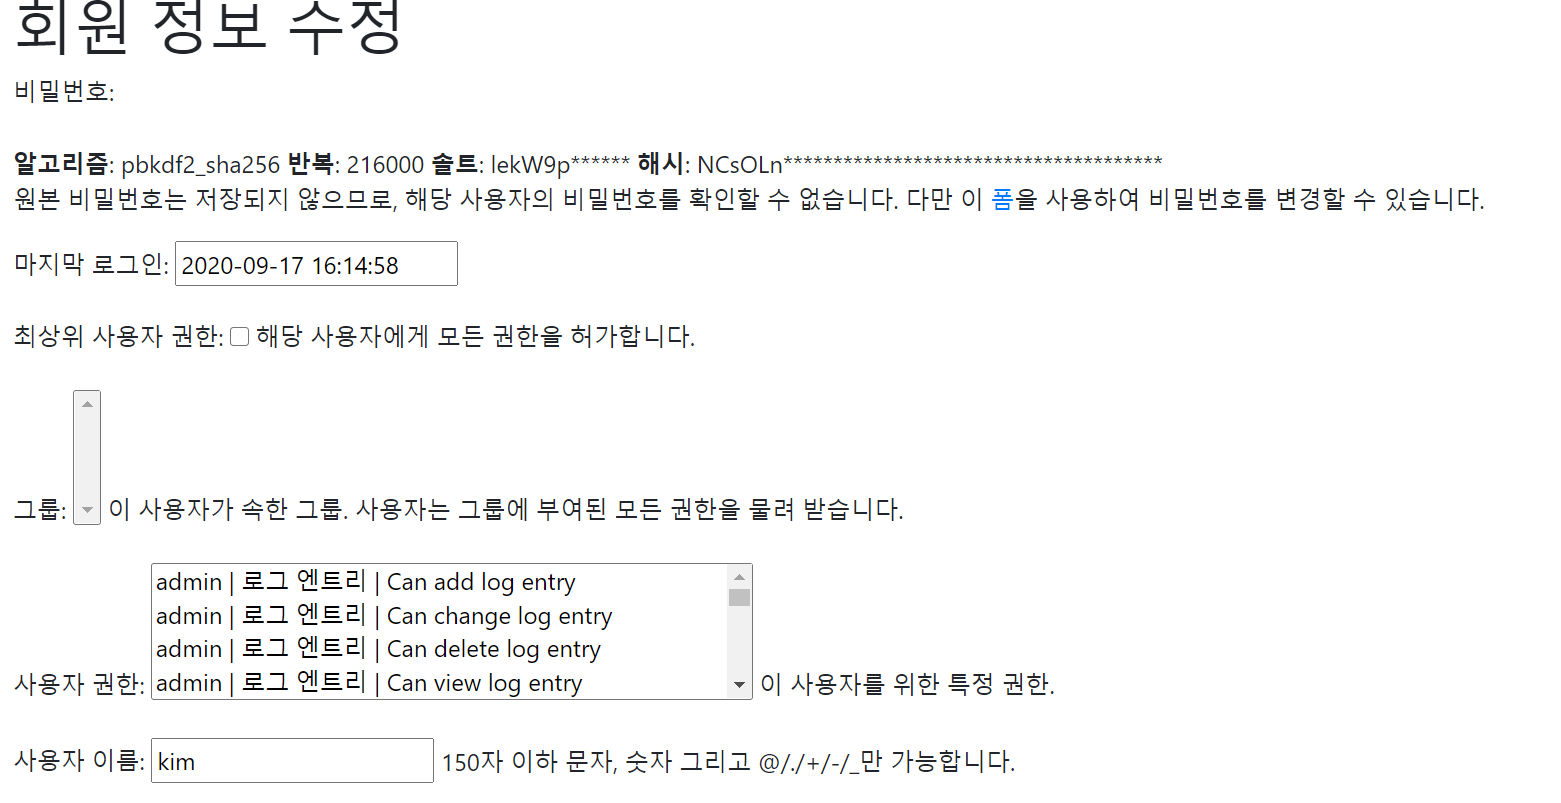 회원 정보 수정
비밀번호:
알고리즘: pbkdf2_sha256 반복: 216000 솔트: lekW9p****** 해시: NCsOLn**************************************
원본 비밀번호는 저장되지 않으므로, 해당 사용자의 비밀번호를 확인할 수 없습니다. 다만 이 폼을 사용하여 비밀번호를 변경할 수 있습니다.
마지막 로그인: 2020-09-17 16:14:58
최상위 사용자 권한: 해당 사용자에게 모든 권한을 허가합니다.
그룹: 이 사용자가 속한 그룹. 사용자는 그룹에 부여된 모든 권한을 물려 받습니다.
admin | 로그 엔트리 | Can add log entry
admin | 로그 엔트리 | Can change log entry
admin | 로그 엔트리 | Can delete log entry
사용자 권한: admin | 로그 엔트리 | Can view log entry 이 사용자를 위한 특정 권한.
사용자 이름: kim 150자 이하 문자, 숫자 그리고 @/./+/-/_만 가능합니다.